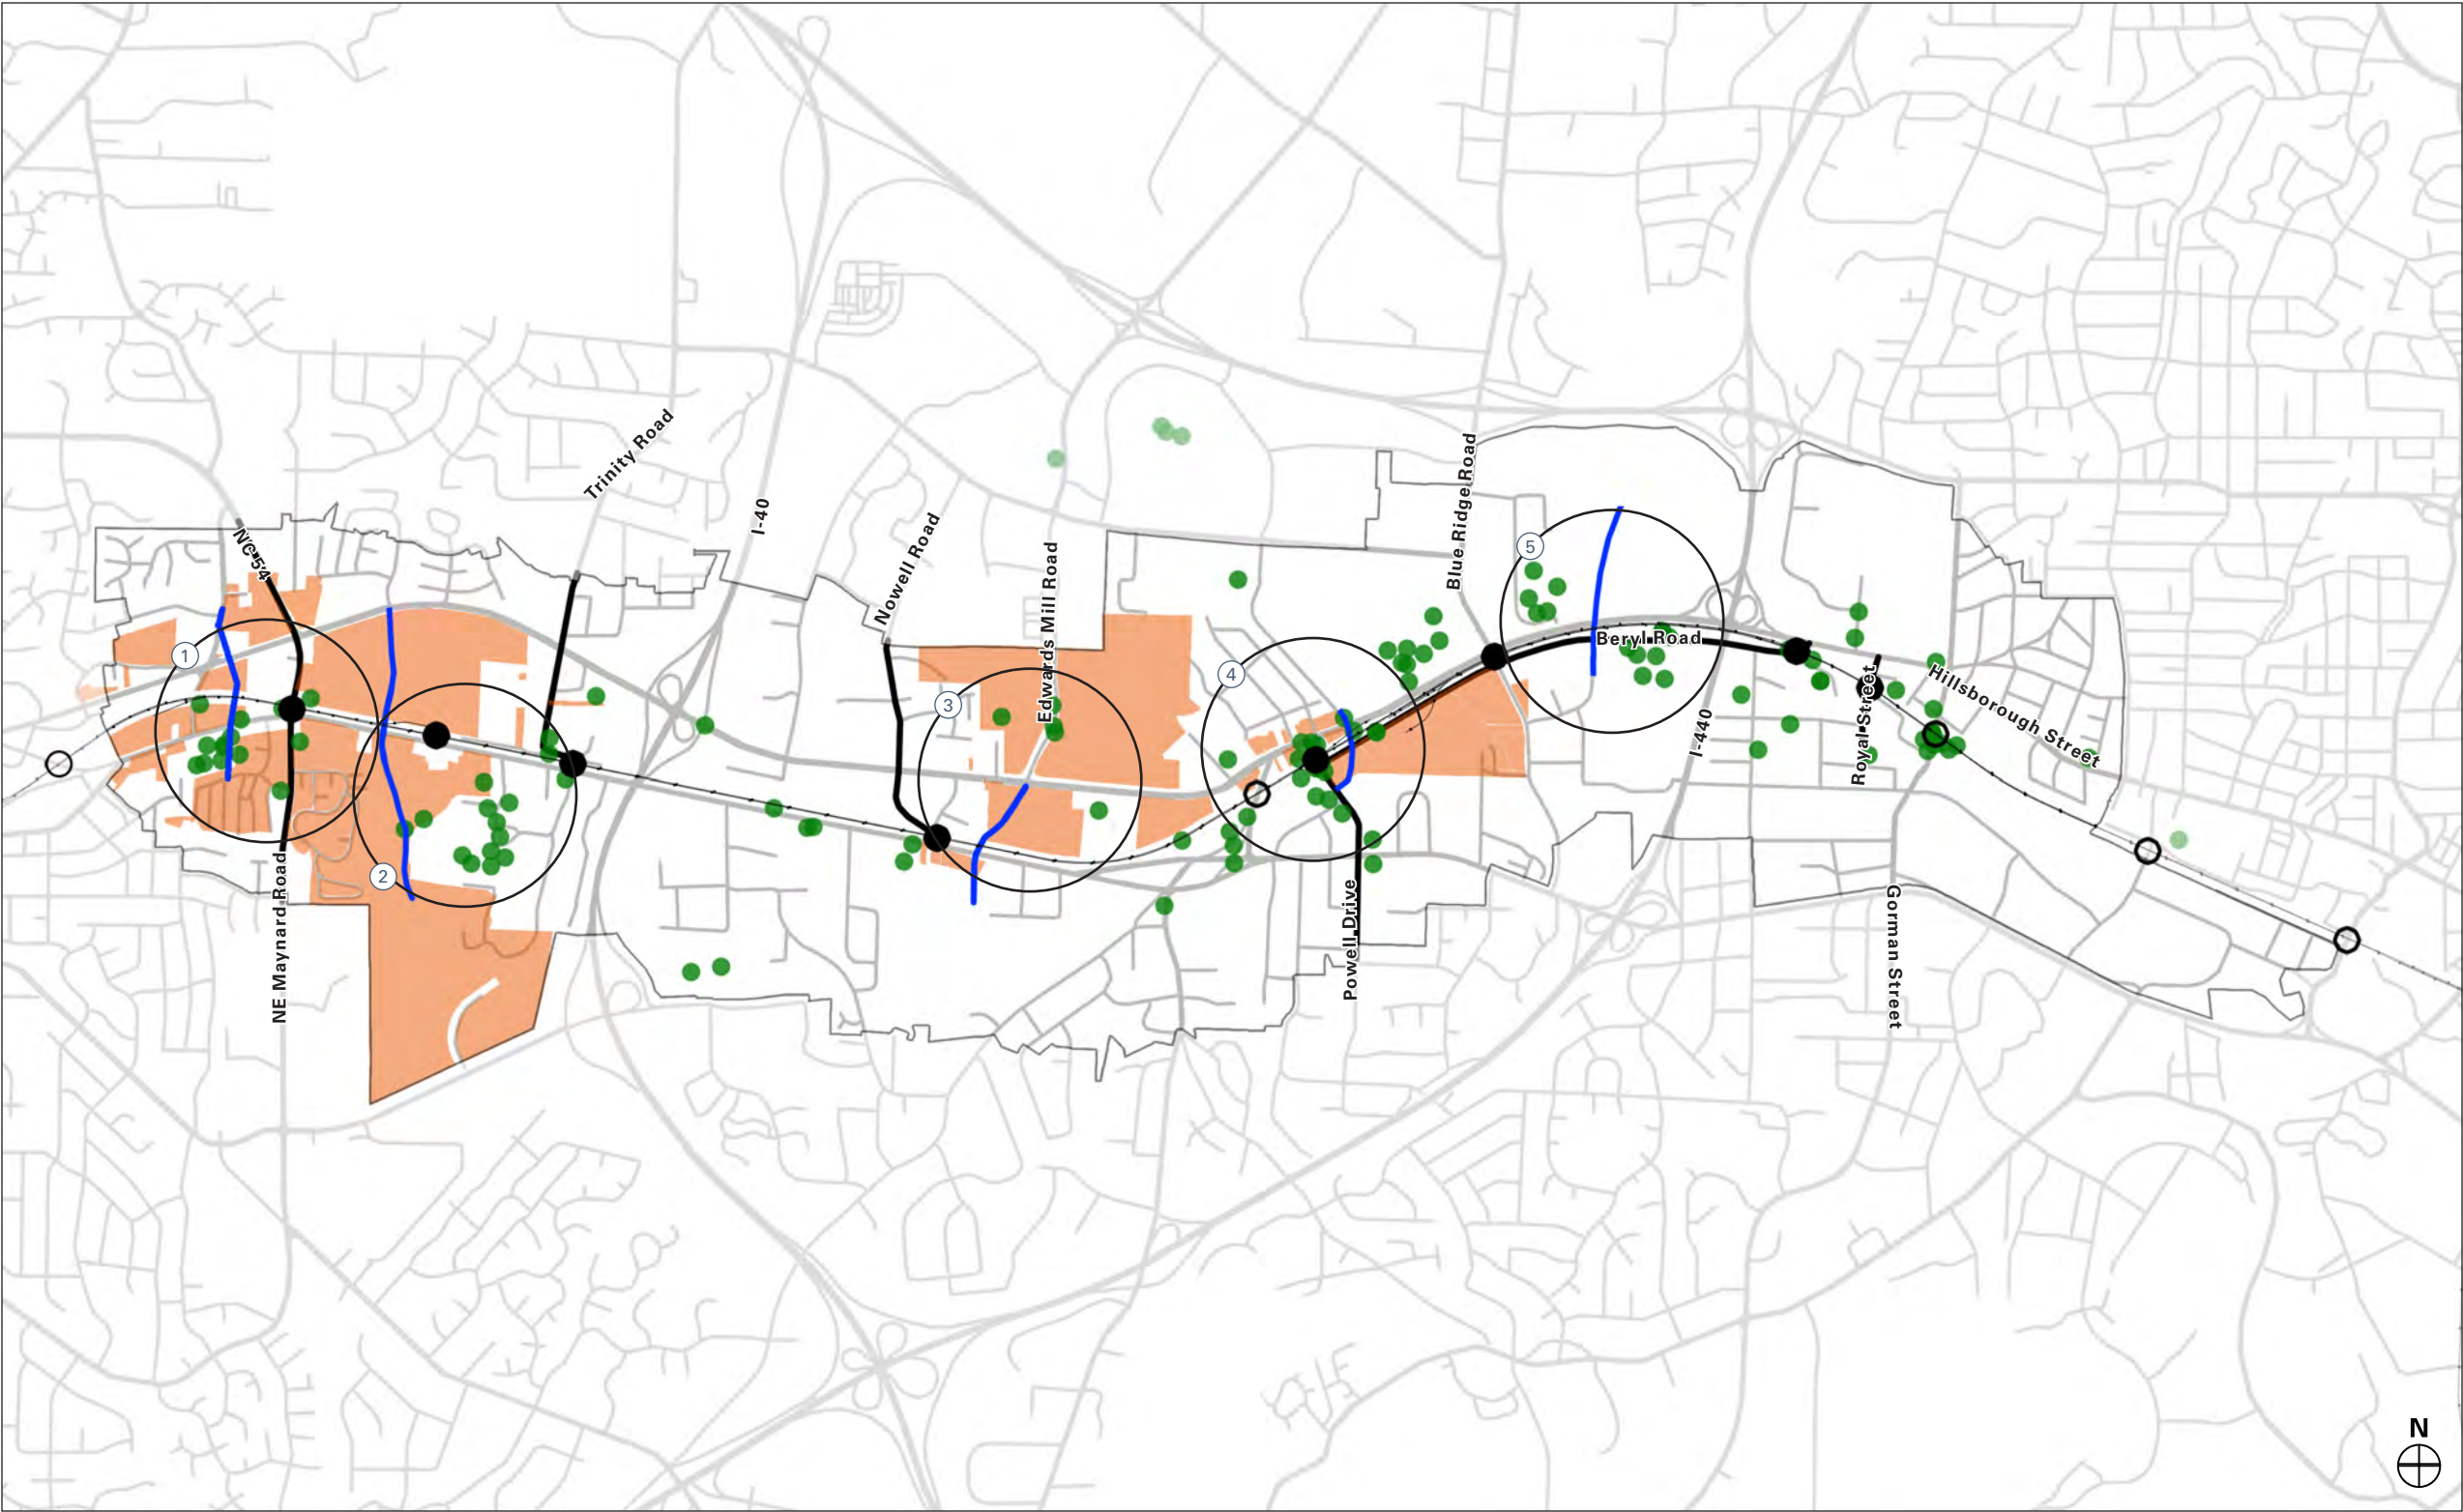 Trinity Road
I-40
NC 54
Nowell Road
Edwards Mill Road
Blue Ridge Road
5
Beryl Road
1
4
3
Hillsborough Street
Royal Street
I-440
2
NE Maynard Road
Powell Drive
Gorman Street
N